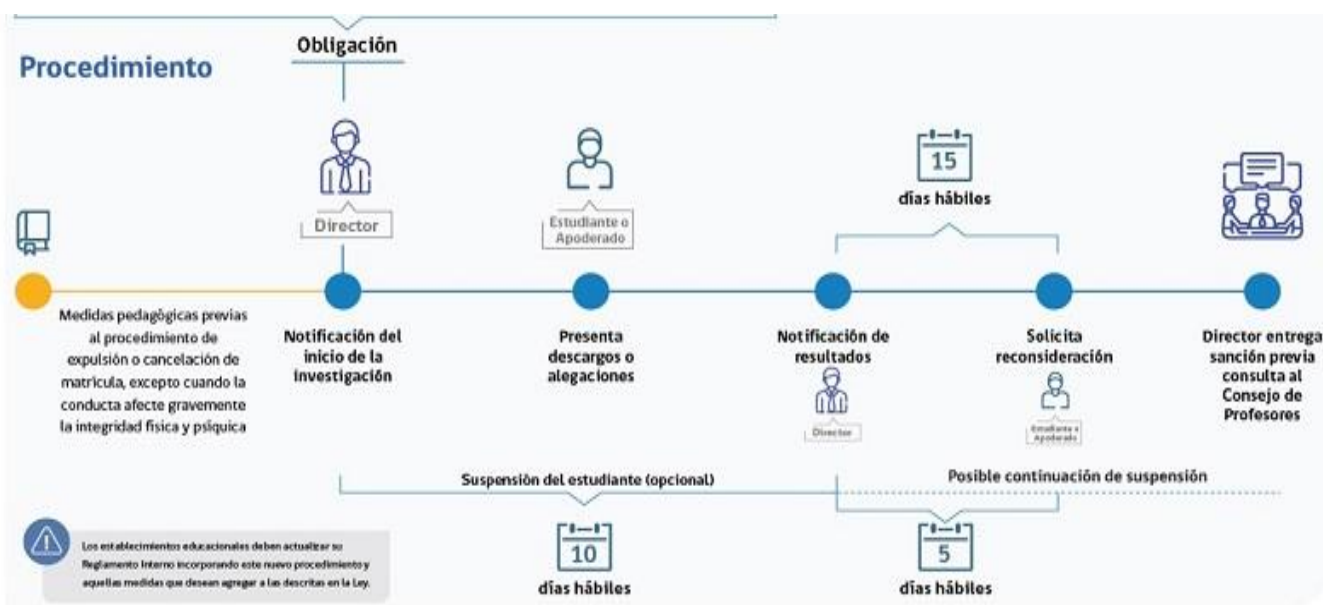 Obligación
Procedimiento
15
días hábiles
Director
Estudiante o
Apoderado
Medidas pedagógicas previas
al procedimiento de
expulsión o cancelación de
matrícula, excepto cuando la
conducta afecte gravemente
la integridad física y psíquica
Notificación del
inicio de la
investigación
Presenta
descargos o
alegaciones
Notificación de
resultados
Director
Solicita
reconsideración
Estudiante o
Apoderado
Director entrega
sanción previa
consulta al
Consejo de
Profesores
Suspensión del estudiante (opcional)
Posible continuación de suspensión
10
días hábiles
5
días hábiles
Los establecimientos educacionales deben actualizar su
Reglamento Interno incorporando este nuevo procedimiento y
aquellas medidas que desean agregar a las descritas en la Ley.